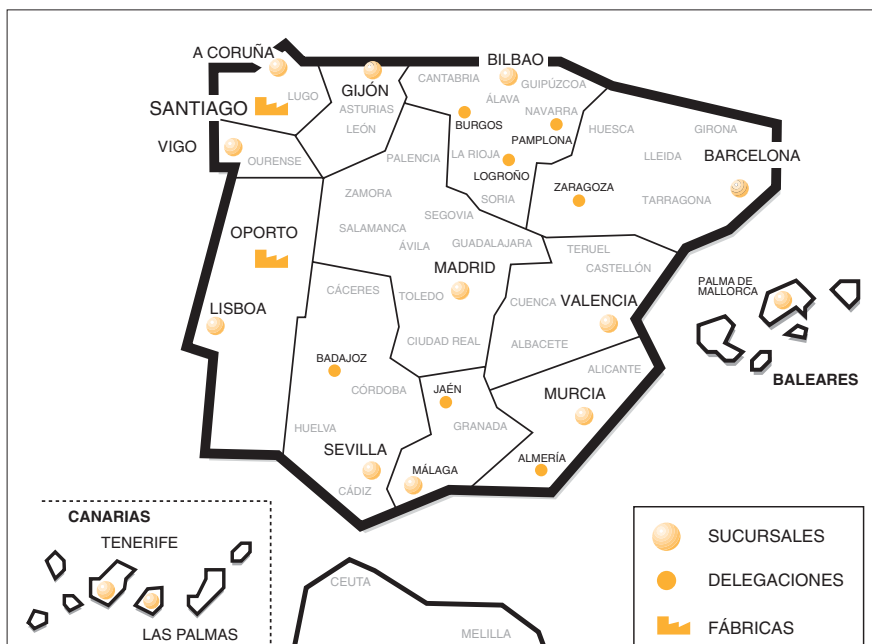 A CORUÑA
GIJÓN
BILBAO
CANTABRIA
GUIPÚZCOA
SANTIAGO
LUGO
ASTURIAS
LEÓN
ÁLAVA
BURGOS
NAVARRA
PAMPLONA
HUESCA
GIRONA
VIGO
OURENSE
PALENCIA
LA RIOJA
LOGROÑO
LLEIDA
BARCELONA
ZAMORA
SORIA
ZARAGOZA
TARRAGONA
SEGOVIA
SALAMANCA
OPORTO
ÁVILA
GUADALAJARA
TERUEL
MADRID
CASTELLÓN
CÁCERES
TOLEDO
CUENCA
VALENCIA
PALMA DE
MALLORCA
LISBOA
CIUDAD REAL
ALBACETE
BADAJOZ
ALICANTE
BALEARES
CÓRDOBA
JAÉN
MURCIA
HUELVA
GRANADA
SEVILLA
ALMERÍA
MÁLAGA
CÁDIZ
CANARIAS
TENERIFE
LAS PALMAS
CEUTA
MELILLA
SUCURSALES
DELEGACIONES
FÁBRICAS